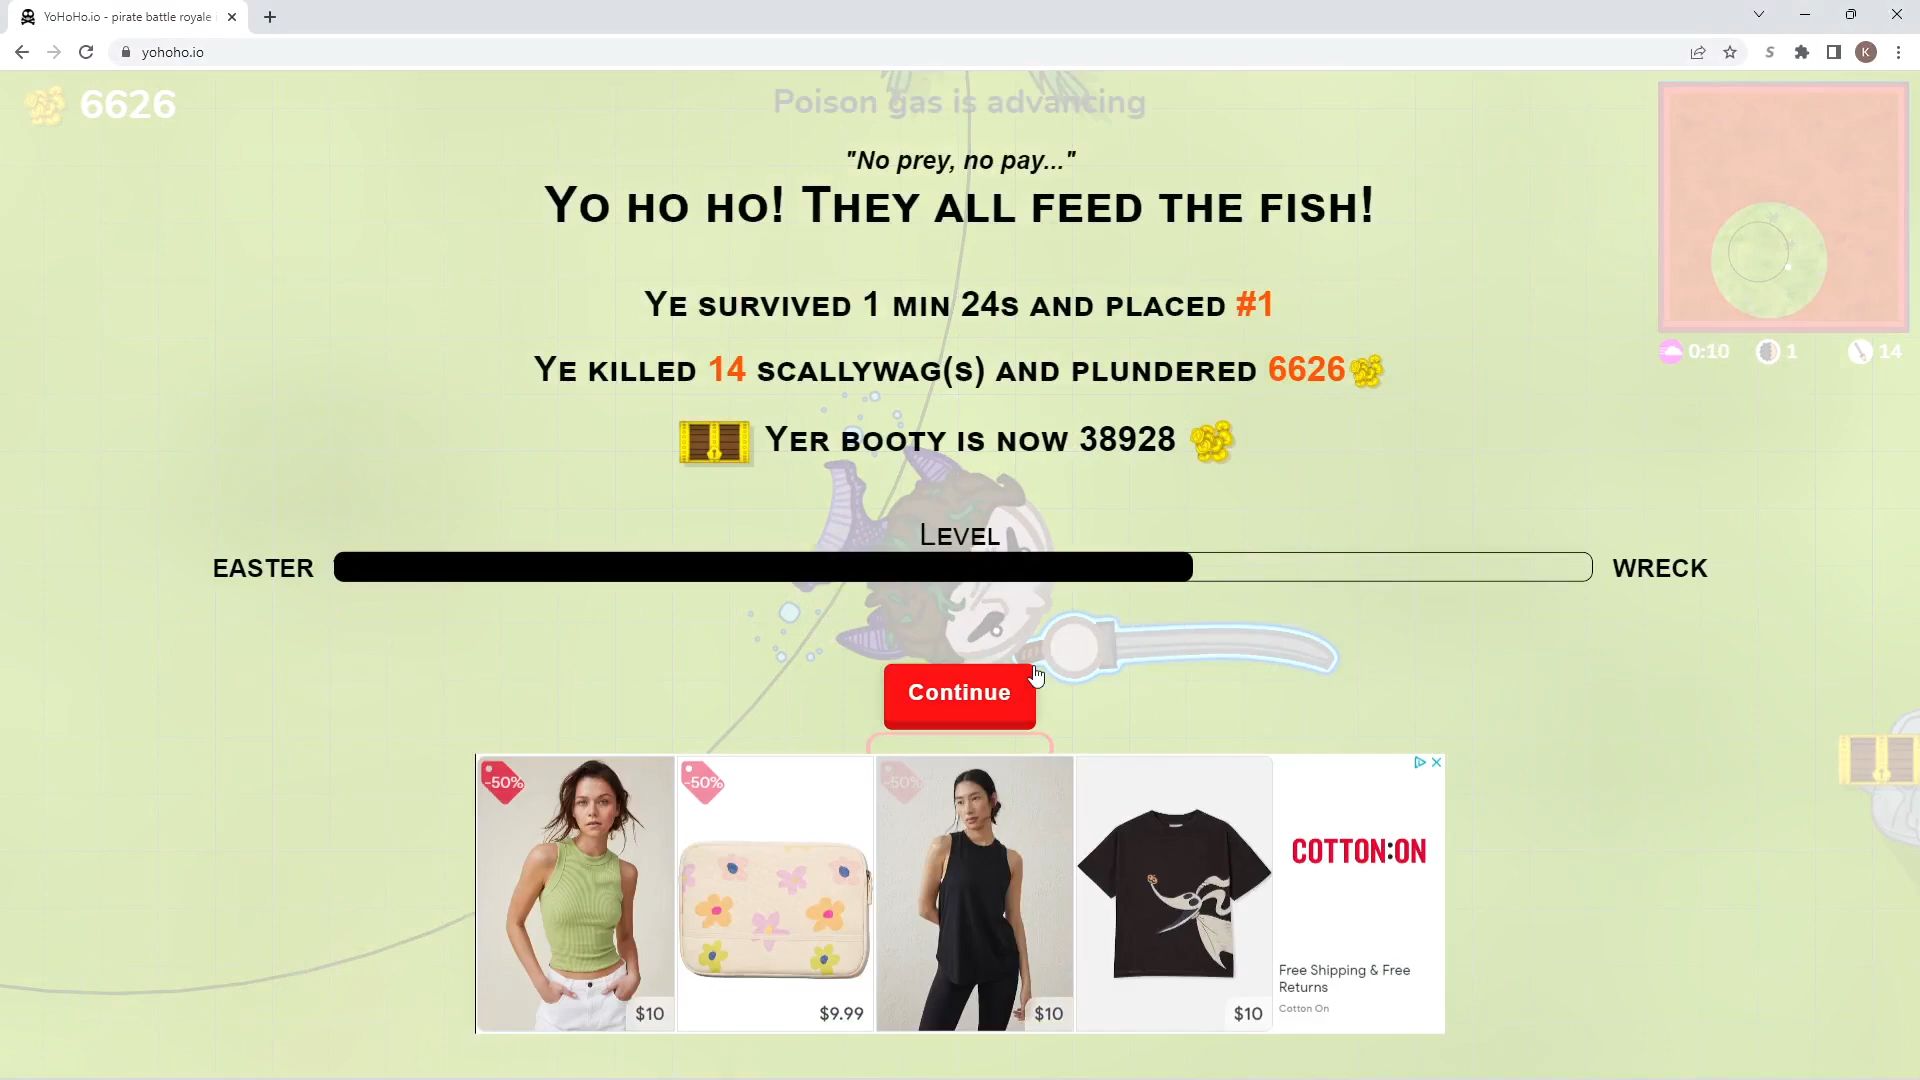 YoHoHo.io - pirate battle royale
yohoho.io
S
K
6626
Poison gas is advancing
"No prey, no pay..."
Yo ho ho! They all feed the fish!
Ye survived 1 min 24s and placed #1
Ye killed 14 scallywag(s) and plundered 6626
Yer booty is now 38928
0:10 1 14
Level
EASTER
WRECK
Continue
-50%
-50%
-50%
$10
$9.99
$10
$10
COTTON:ON
Free Shipping & Free
Returns
Cotton On